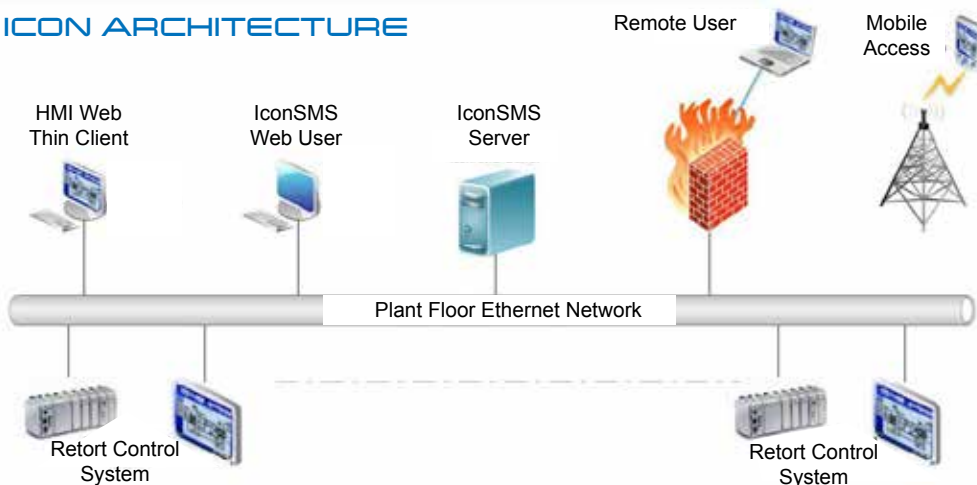 ICON ARCHITECTURE
Remote User
Mobile
Access
HMI Web
Thin Client
IconSMS
Web User
IconSMS
Server
Plant Floor Ethernet Network
Retort Control
System
Retort Control
System